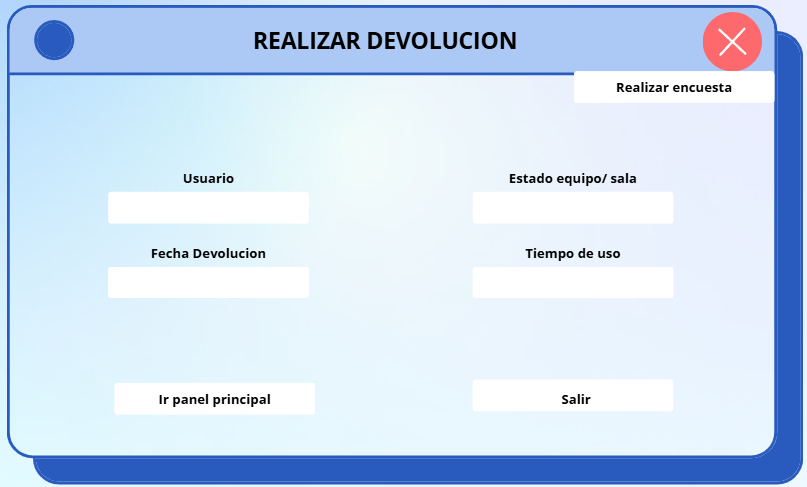 REALIZAR DEVOLUCION
Realizar encuesta
Usuario
Estado equipo/ sala
Fecha Devolucion
Tiempo de uso
Ir panel principal
Salir